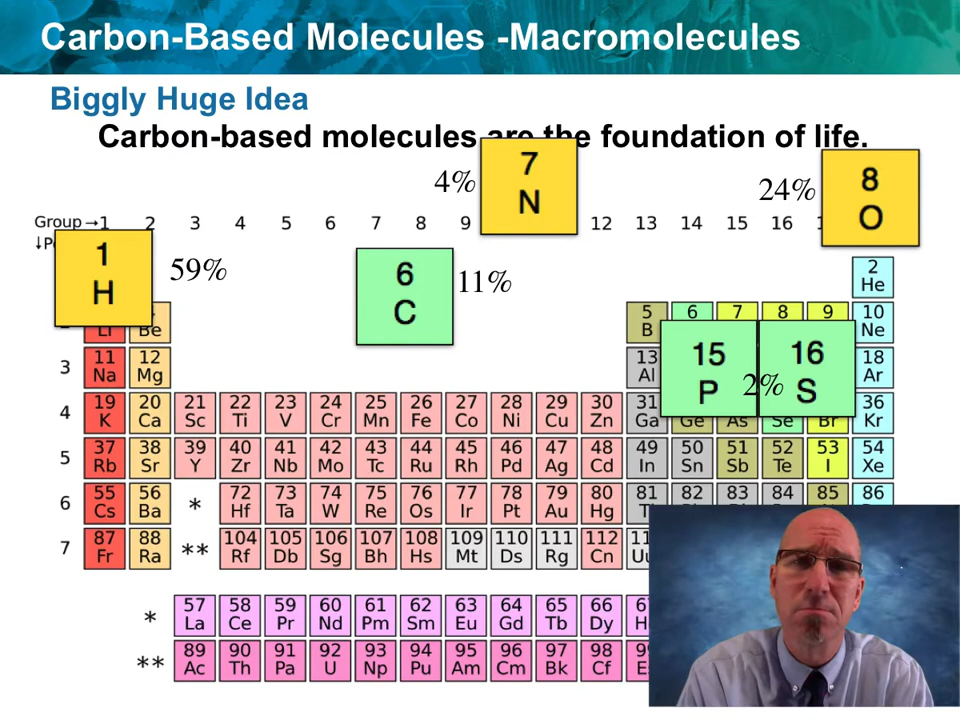 Carbon-Based Molecules -Macromolecules
Biggly Huge Idea
Carbon-based molecules are the foundation of life.
4% 7 N
24% 8 O
Group → 1 2 3 4 5 6 7 8 9 12 13 14 15 16
1 H 59%
6 C 11%
2 He
Be 5 B 6 7 8 9 10 Ne
3 11 Na 12 Mg 13 Al 15 P 2% 16 S 18 Ar
4 19 K 20 Ca 21 Sc 22 Ti 23 V 24 Cr 25 Mn 26 Fe 27 Co 28 Ni 29 Cu 30 Zn 31 Ga Ge As Se Br 36 Kr
5 37 Rb 38 Sr 39 Y 40 Zr 41 Nb 42 Mo 43 Tc 44 Ru 45 Rh 46 Pd 47 Ag 48 Cd 49 In 50 Sn 51 Sb 52 Te 53 I 54 Xe
6 55 Cs 56 Ba * 72 Hf 73 Ta 74 W 75 Re 76 Os 77 Ir 78 Pt 79 Au 80 Hg 81 82 83 84 85 86
7 87 Fr 88 Ra ** 104 Rf 105 Db 106 Sg 107 Bh 108 Hs 109 Mt 110 Ds 111 Rg 112 Cn
* 57 La 58 Ce 59 Pr 60 Nd 61 Pm 62 Sm 63 Eu 64 Gd 65 Tb 66 Dy
** 89 Ac 90 Th 91 Pa 92 U 93 Np 94 Pu 95 Am 96 Cm 97 Bk 98 Cf